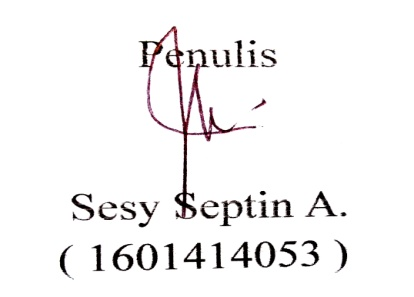 Penulis
Sesy Septin A.
( 1601414053 )